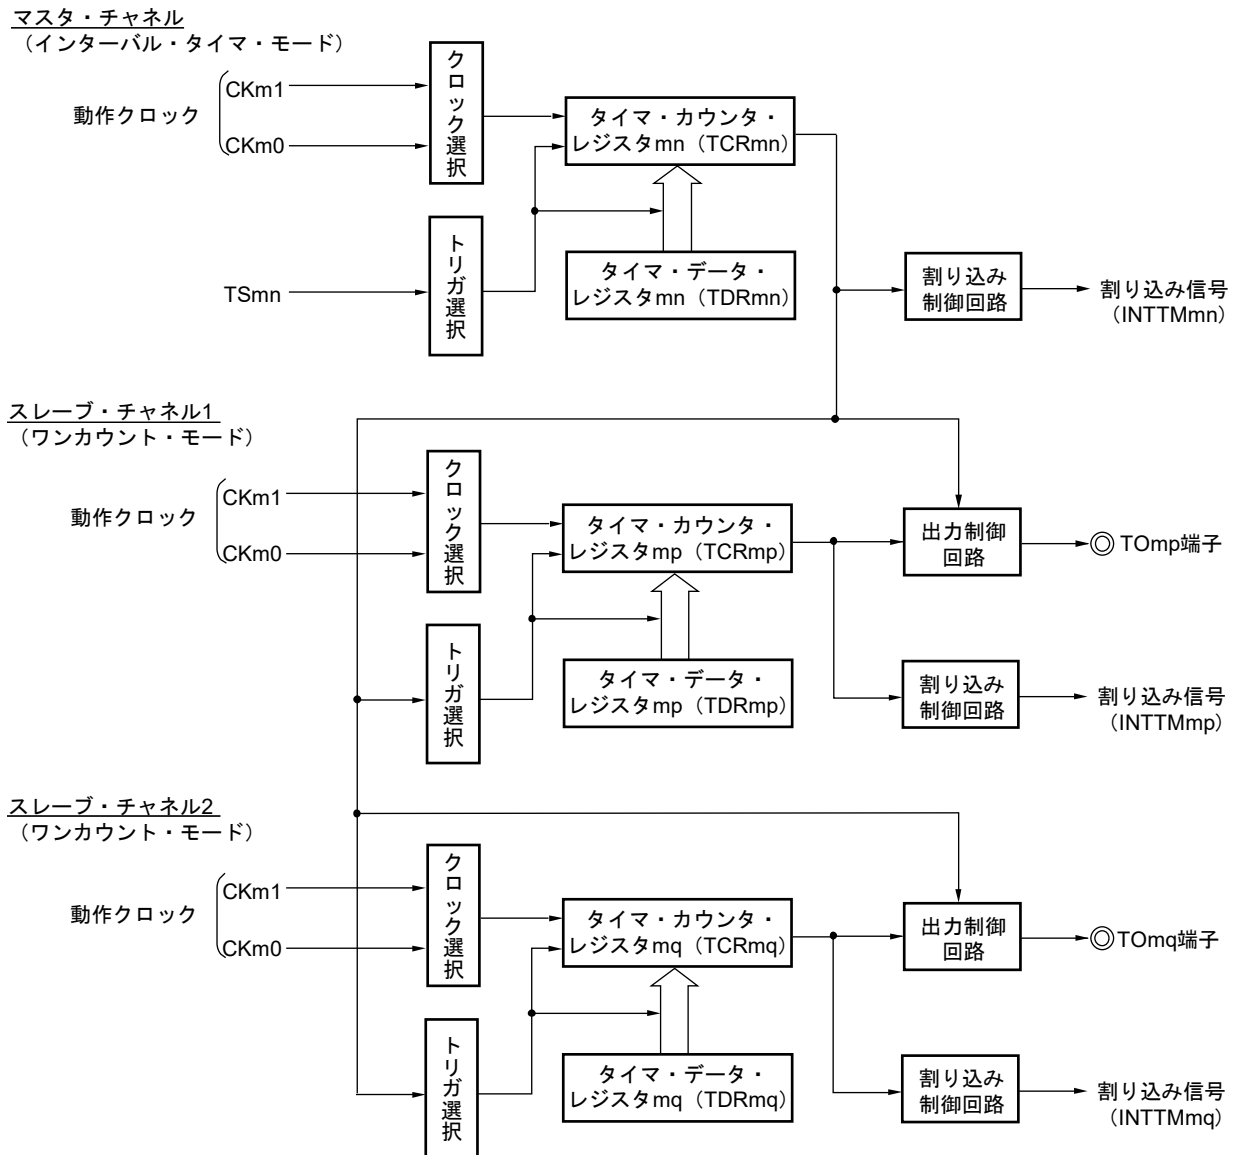 マスタ・チャネル
（インターバル・タイマ・モード）
動作クロック
CKm1
CKm0
クロック選択
タイマ・カウンタ・
レジスタmn（TCRmn）
TSmn
トリガ選択
タイマ・データ・
レジスタmn（TDRmn）
割り込み
制御回路
割り込み信号
（INTTMmn）
スレーブ・チャネル1
（ワンカウント・モード）
動作クロック
CKm1
CKm0
クロック選択
タイマ・カウンタ・
レジスタmp（TCRmp）
出力制御
回路
TOmp端子
トリガ選択
タイマ・データ・
レジスタmp（TDRmp）
割り込み
制御回路
割り込み信号
（INTTMmp）
スレーブ・チャネル2
（ワンカウント・モード）
動作クロック
CKm1
CKm0
クロック選択
タイマ・カウンタ・
レジスタmq（TCRmq）
出力制御
回路
TOmq端子
トリガ選択
タイマ・データ・
レジスタmq（TDRmq）
割り込み
制御回路
割り込み信号
（INTTMmq）